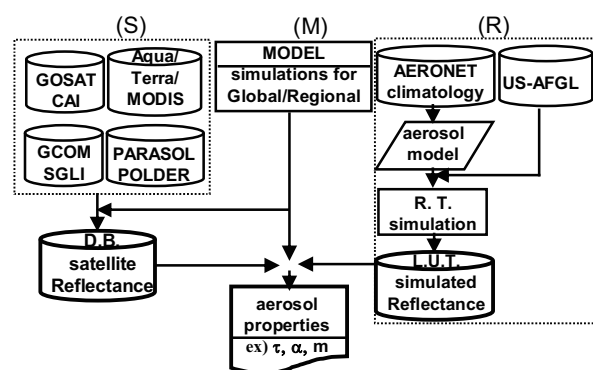 (S)
(M)
(R)
GOSAT
CAI
Aqua/
Terra/
MODIS
GCOM
SGLI
PARASOL
POLDER
MODEL
simulations for
Global/Regional
AERONET
climatology
US-AFGL
aerosol
model
R. T.
simulation
D.B.
satellite
Reflectance
L.U.T.
simulated
Reflectance
aerosol
properties
ex) τ, α, m